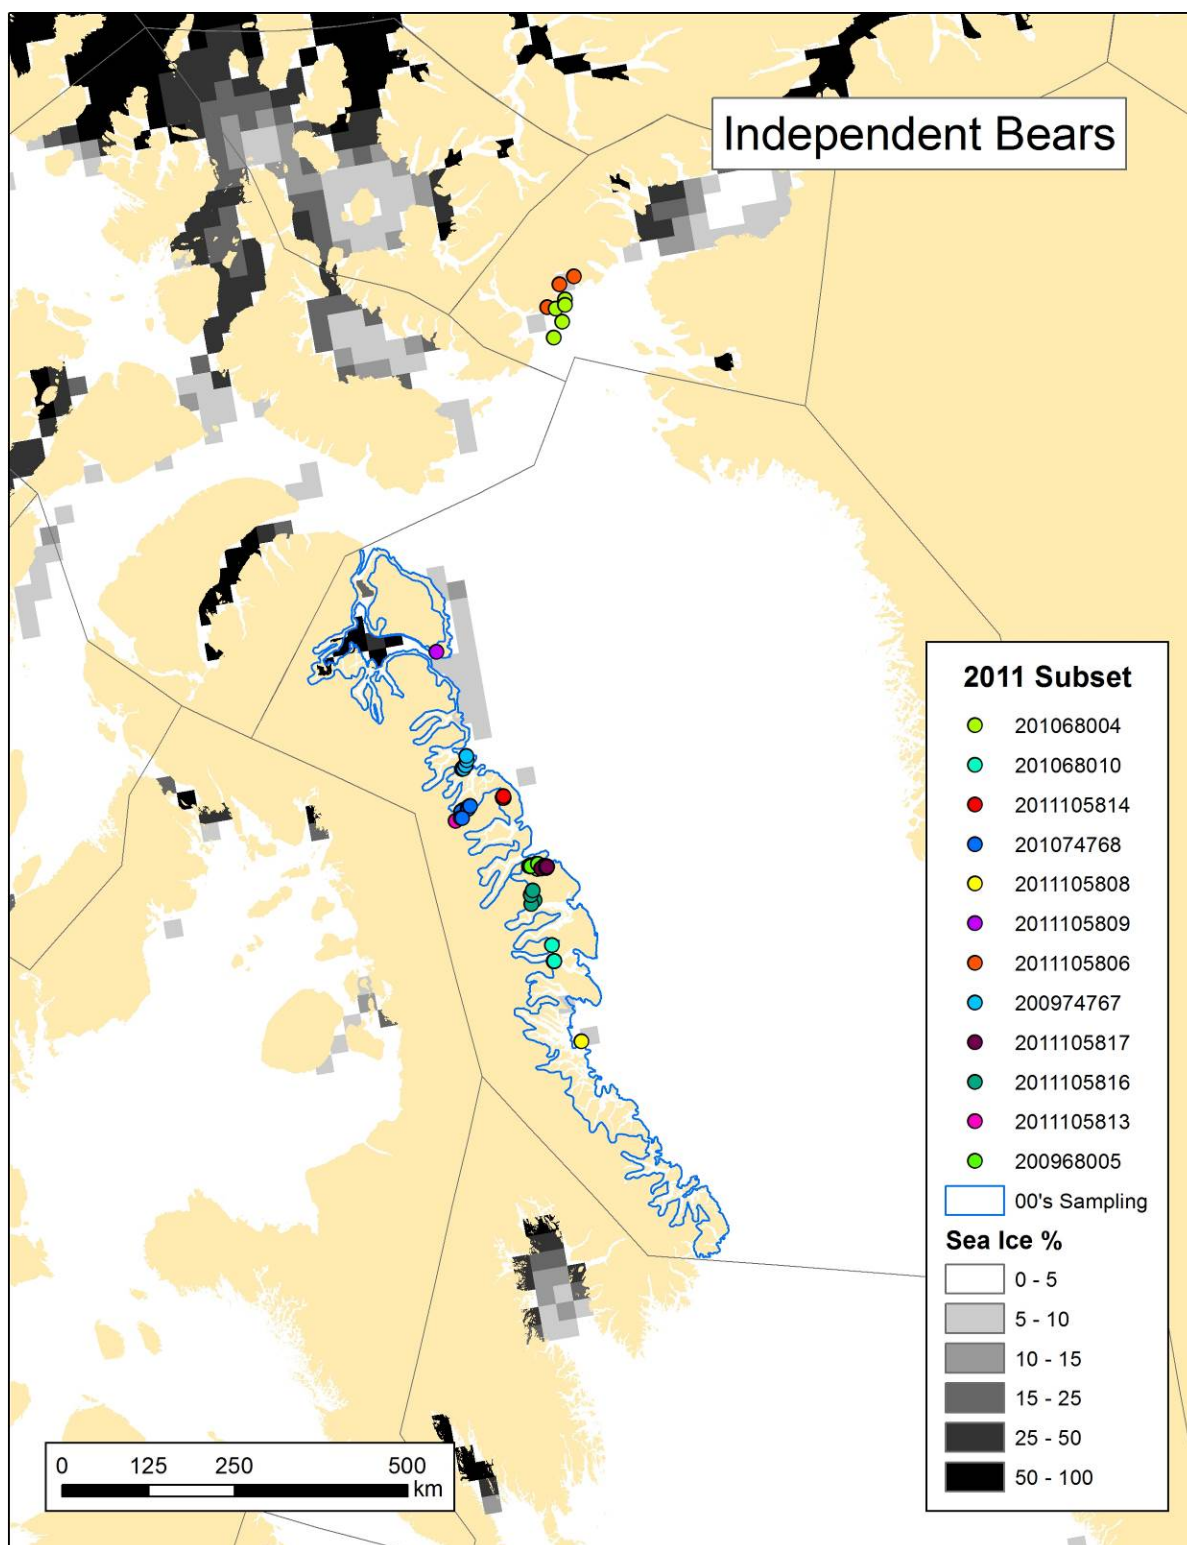 Independent Bears
2011 Subset
201068004
201068010
2011105814
201074768
2011105808
2011105809
2011105806
200974767
2011105817
2011105816
2011105813
200968005
00's Sampling
Sea Ice %
0 - 5
5 - 10
10 - 15
15 - 25
25 - 50
50 - 100
0 125 250 500
km